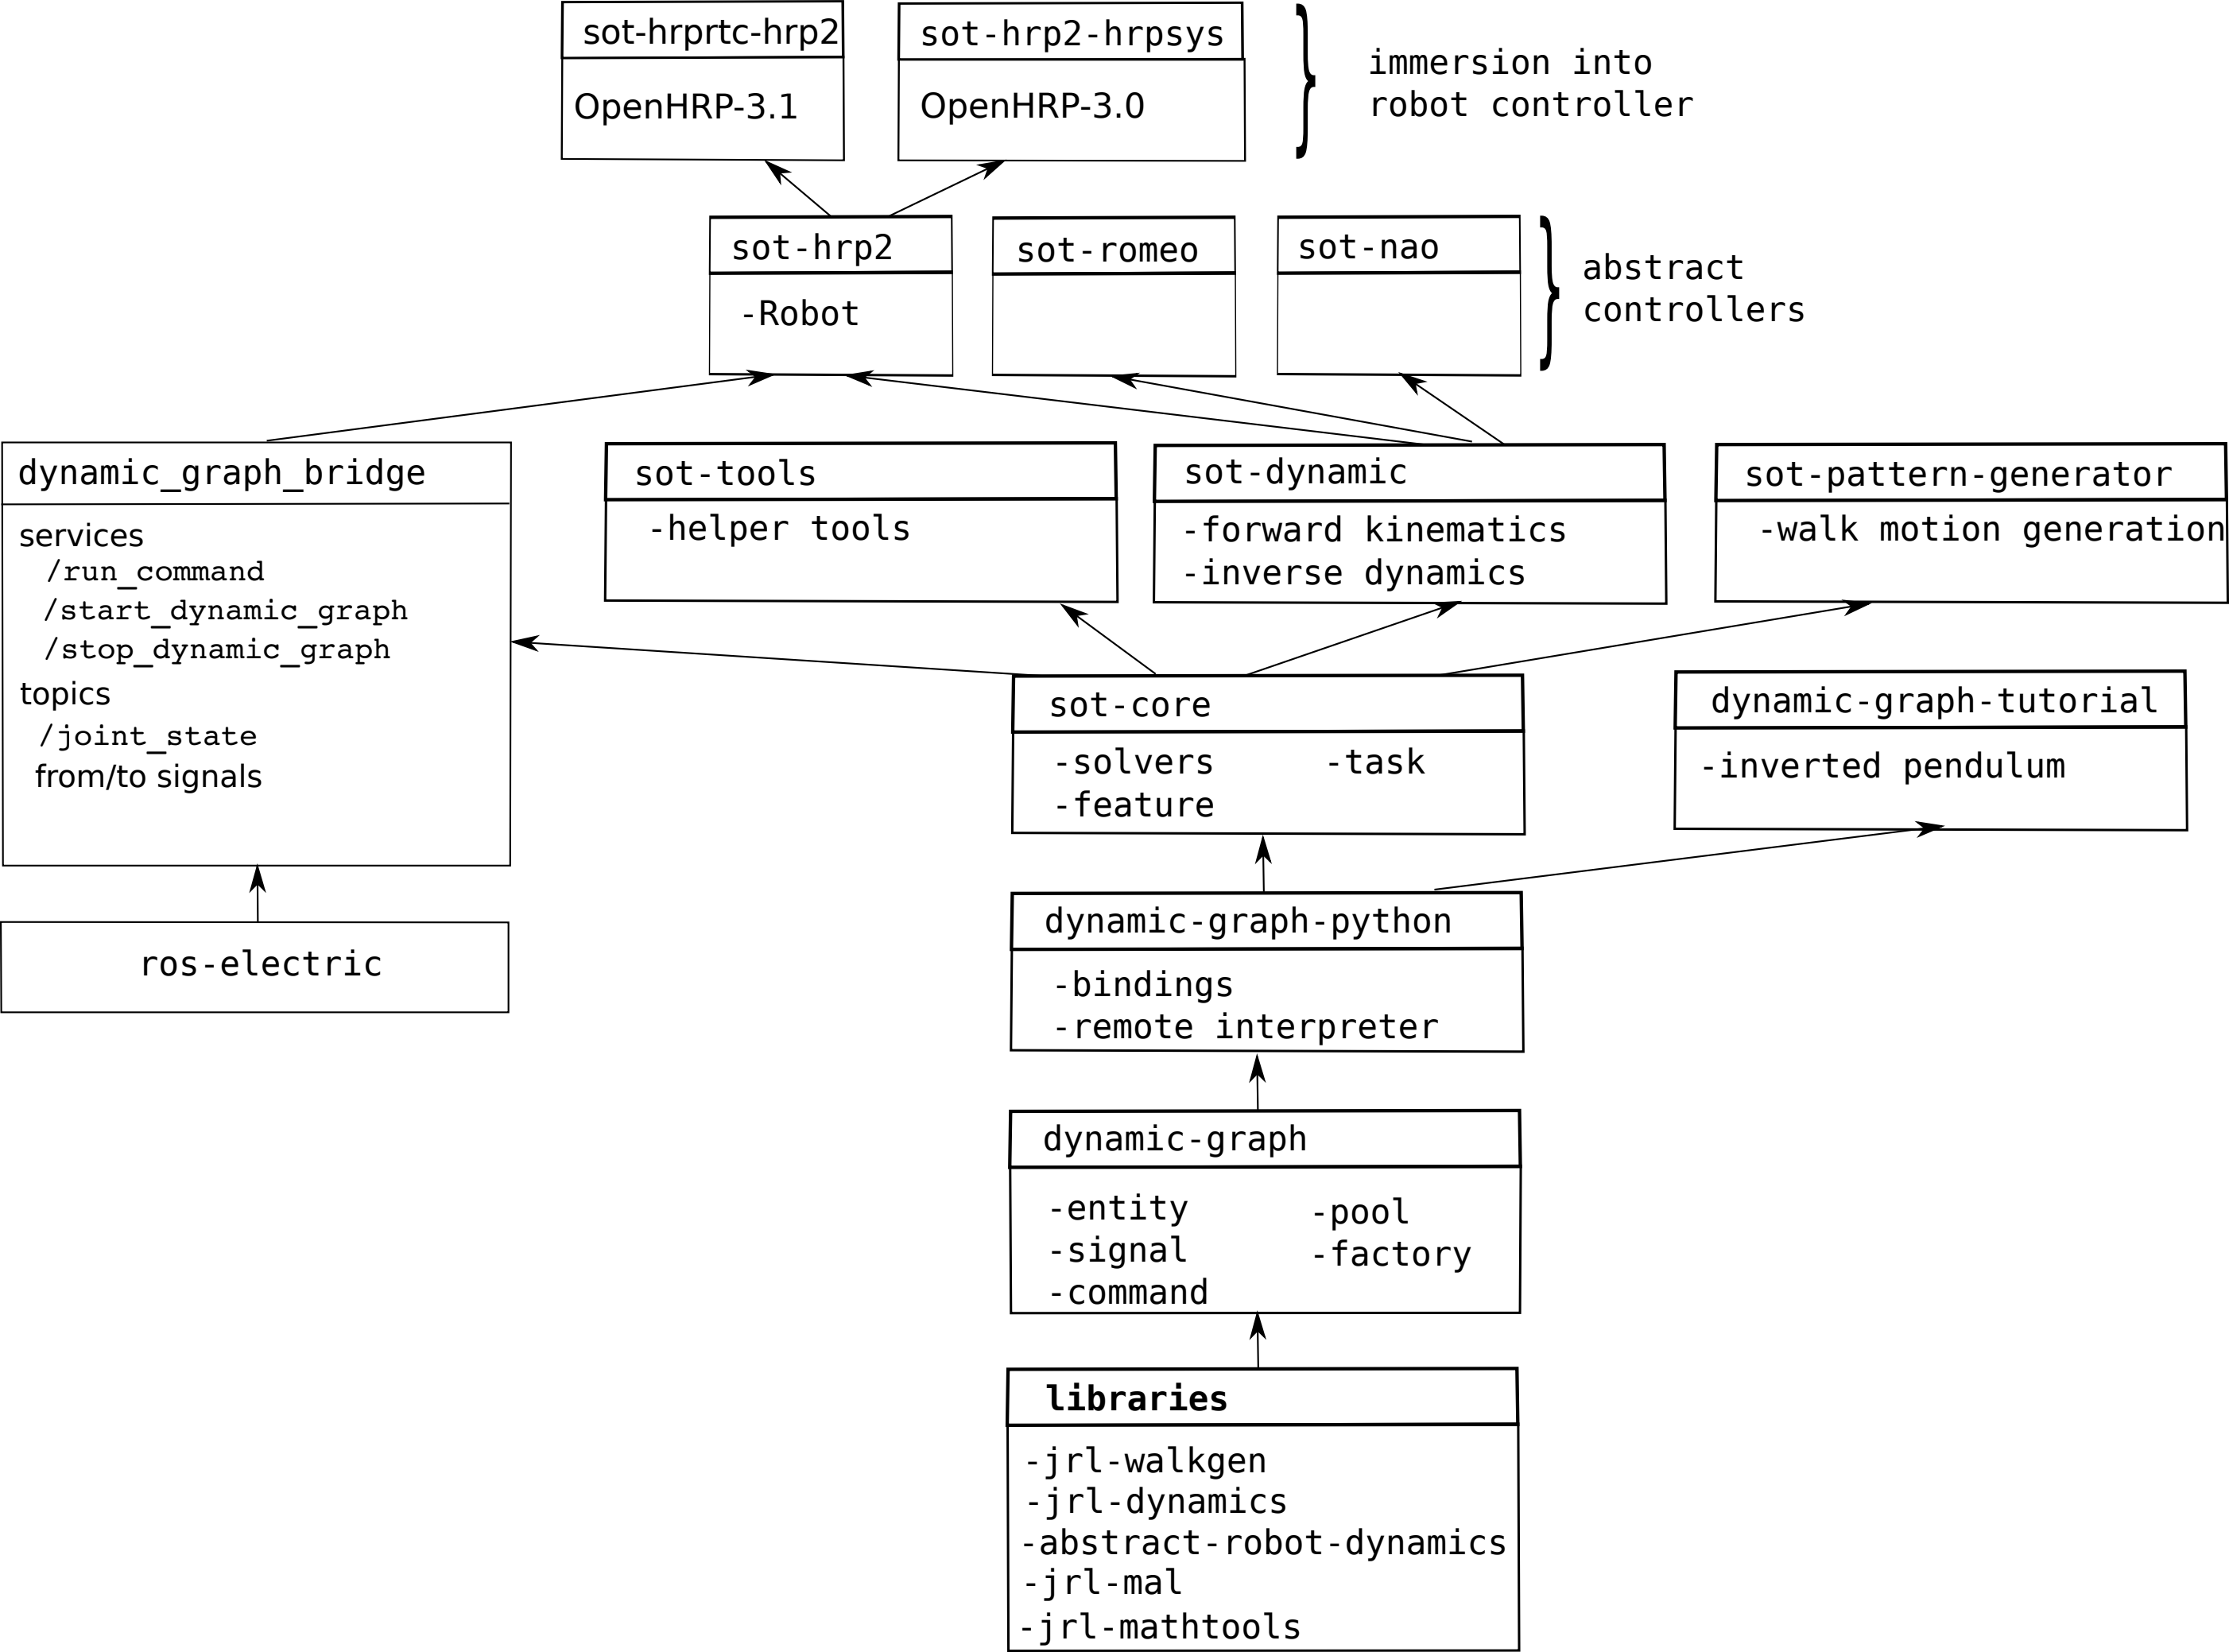 sot-hrprtc-hrp2
OpenHRP-3.1
sot-hrp2-hrpsys
OpenHRP-3.0
immersion into
robot controller
sot-hrp2
-Robot
sot-romeo
sot-nao
abstract
controllers
dynamic_graph_bridge
services
/run_command
/start_dynamic_graph
/stop_dynamic_graph
topics
/joint_state
from/to signals
sot-tools
-helper tools
sot-dynamic
-forward kinematics
-inverse dynamics
sot-pattern-generator
-walk motion generation
sot-core
-solvers
-feature
-task
dynamic-graph-tutorial
-inverted pendulum
ros-electric
dynamic-graph-python
-bindings
-remote interpreter
dynamic-graph
-entity
-signal
-command
-pool
-factory
libraries
-jrl-walkgen
-jrl-dynamics
-abstract-robot-dynamics
-jrl-mal
-jrl-mathtools